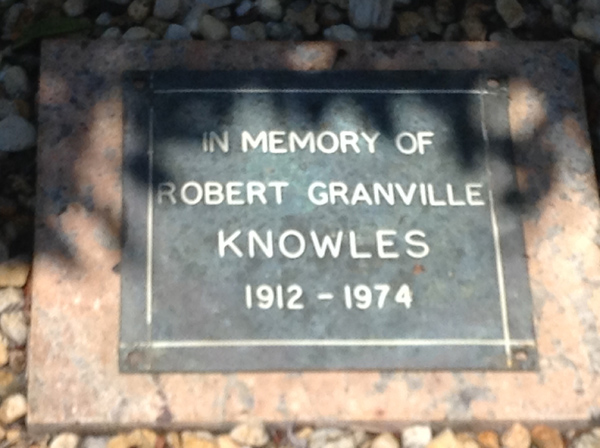 IN MEMORY OF
ROBERT GRANVILLE
KNOWLES
1912 - 1974